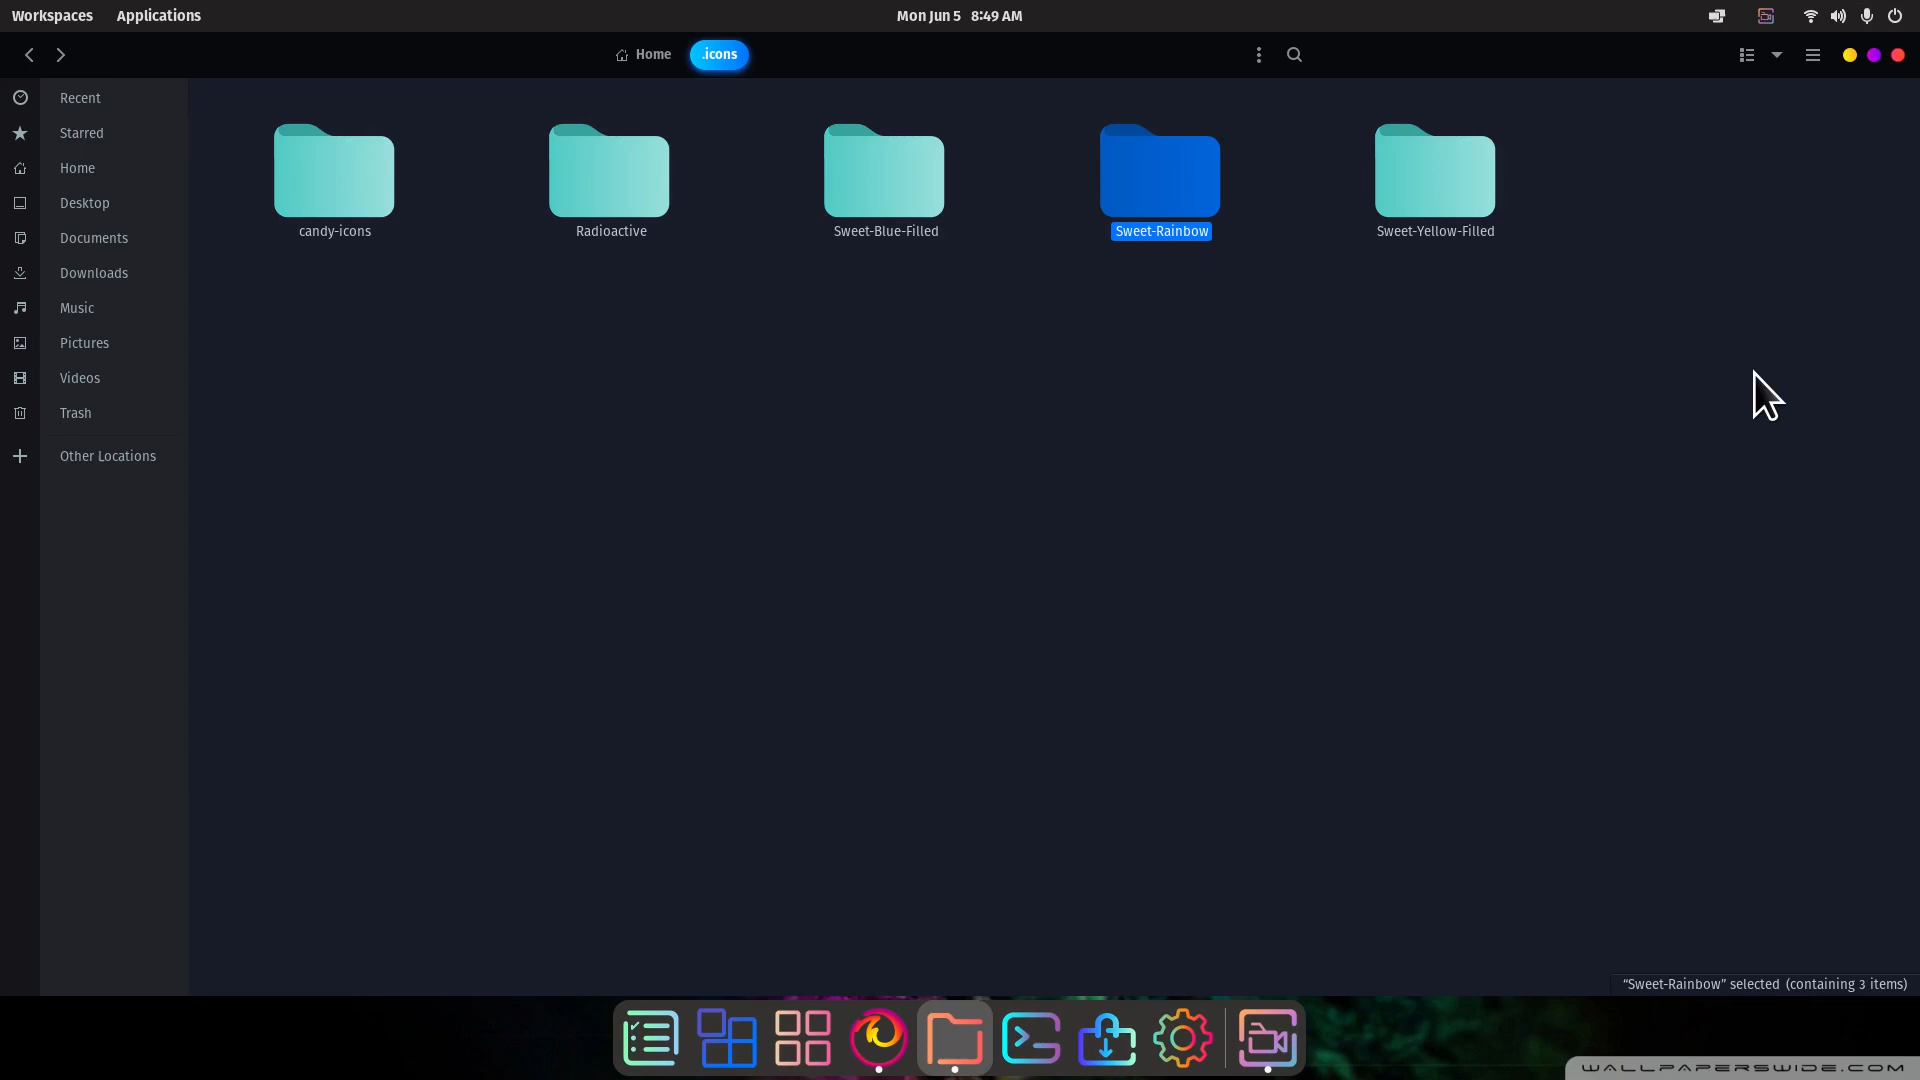 Workspaces Applications Mon Jun 5 8:49 AM
Home .icons
Recent
Starred
Home
Desktop
Documents
Downloads
Music
Pictures
Videos
Trash
Other Locations
candy-icons Radioactive Sweet-Blue-Filled Sweet-Rainbow Sweet-Yellow-Filled
“Sweet-Rainbow” selected (containing 3 items)
WALLPAPERSWIDE.COM